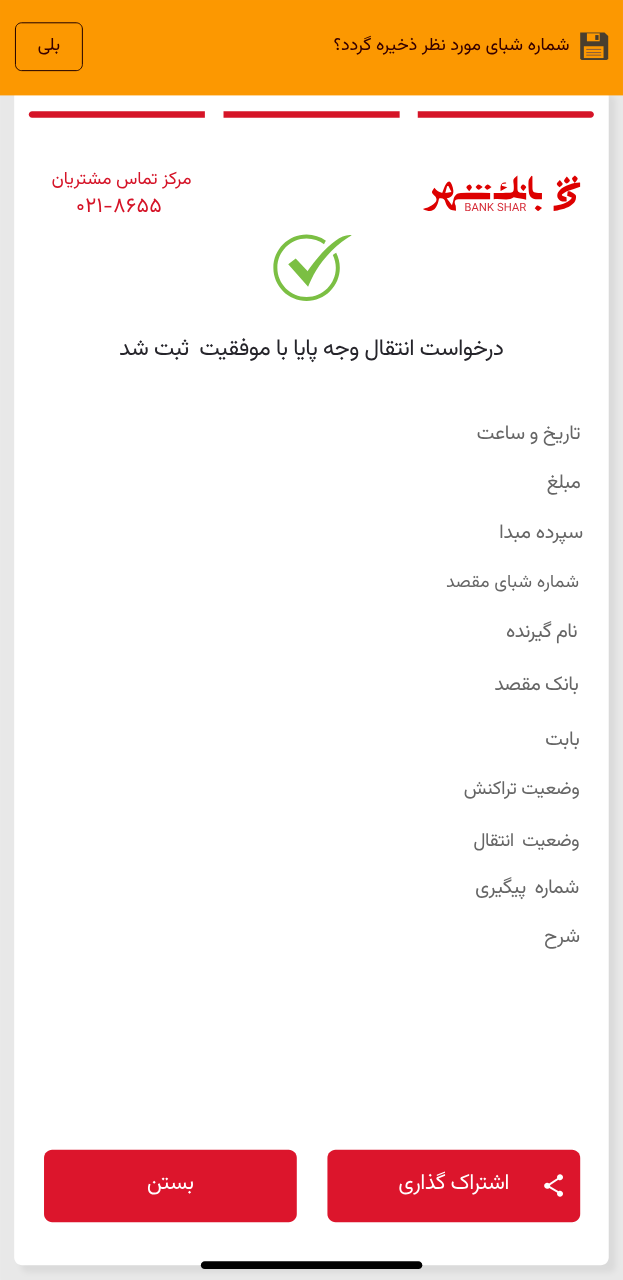 شماره شبای مورد نظر ذخیره گردد؟
بلی
بانک شهر
BANK SHAR
مرکز تماس مشتریان
۰۲۱-۸۶۵۵
درخواست انتقال وجه پایا با موفقیت ثبت شد
تاریخ و ساعت
مبلغ
سپرده مبدا
شماره شبای مقصد
نام گیرنده
بانک مقصد
بابت
وضعیت تراکنش
وضعیت انتقال
شماره پیگیری
شرح
اشتراک گذاری
بستن